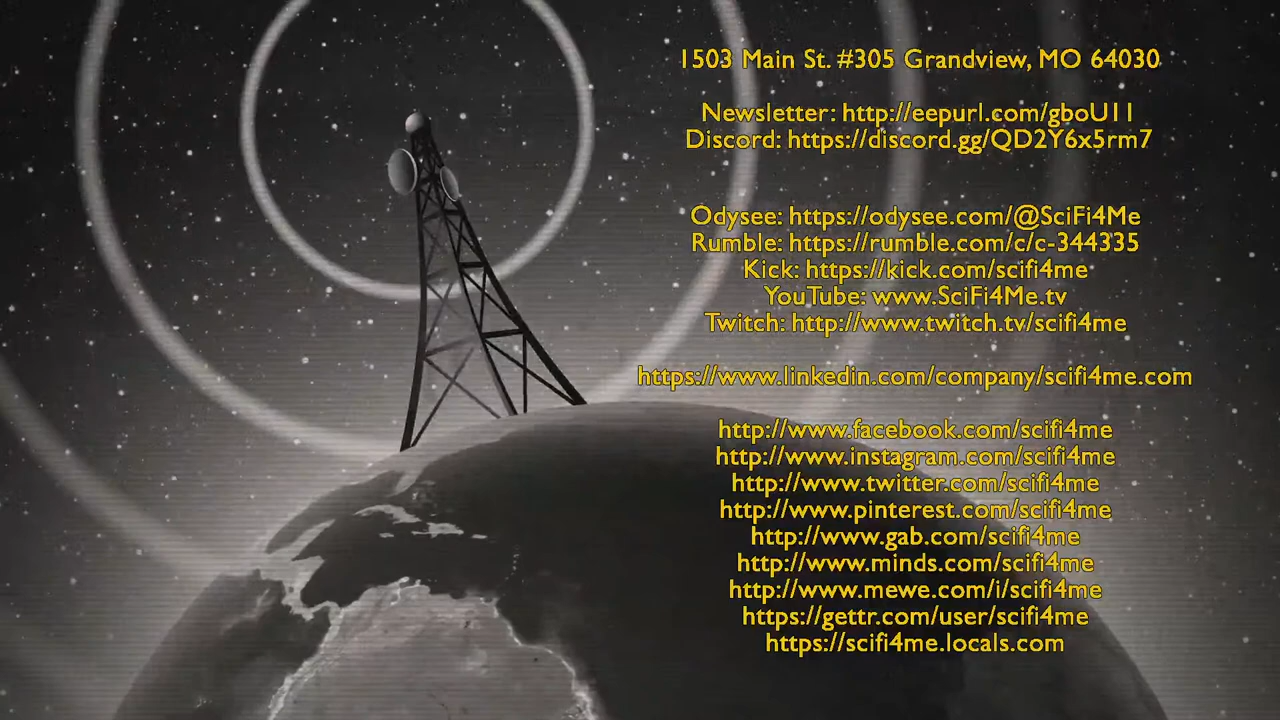 1503 Main St. #305 Grandview, MO 64030
Newsletter: http://eepurl.com/gboU11
Discord: https://discord.gg/QD2Y6x5rm7
Odysee: https://odysee.com/@SciFi4Me
Rumble: https://rumble.com/c/c-344335
Kick: https://kick.com/scifi4me
YouTube: www.SciFi4Me.tv
Twitch: http://www.twitch.tv/scifi4me
https://www.linkedin.com/company/scifi4me.com
http://www.facebook.com/scifi4me
http://www.instagram.com/scifi4me
http://www.twitter.com/scifi4me
http://www.pinterest.com/scifi4me
http://www.gab.com/scifi4me
http://www.minds.com/scifi4me
http://www.mewe.com/i/scifi4me
https://gettr.com/user/scifi4me
https://scifi4me.locals.com